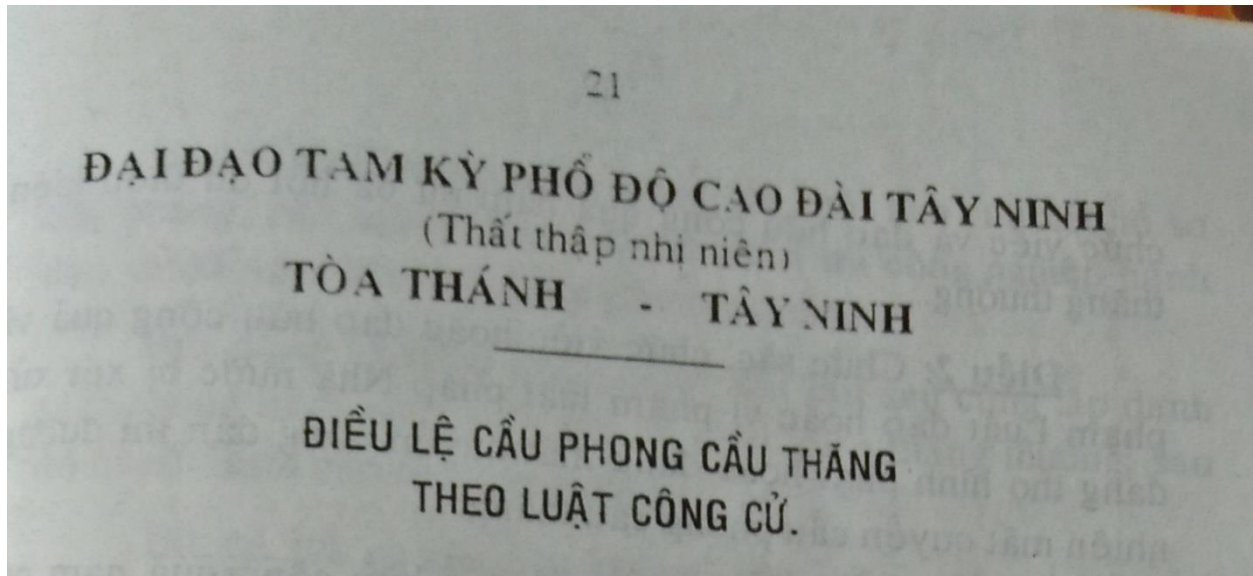 21
ĐẠI ĐẠO TAM KỲ PHỔ ĐỘ CAO ĐÀI TÂY NINH
(Thất thập nhị niên)
TÒA THÁNH - TÂY NINH
ĐIỀU LỆ CẦU PHONG CẦU THĂNG
THEO LUẬT CÔNG CỬ.